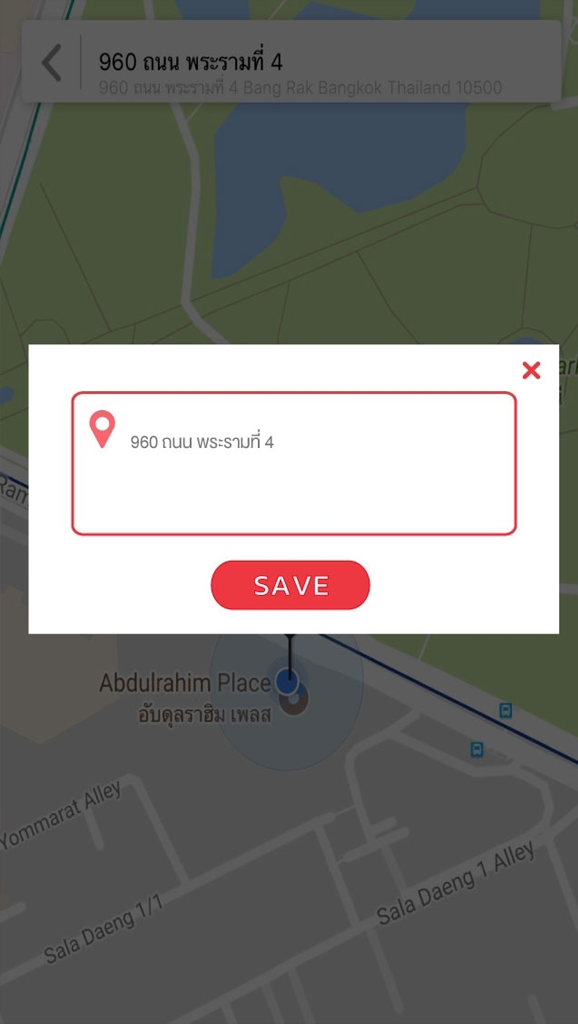 960 ถนน พระรามที่ 4
960 ถนน พระรามที่ 4 Bang Rak Bangkok Thailand 10500
960 ถนน พระรามที่ 4
SAVE
Abdulrahim Place
อับดุลราฮิม เพลส
Yommarat Alley
Sala Daeng 1 Alley
Sala Daeng 1/1